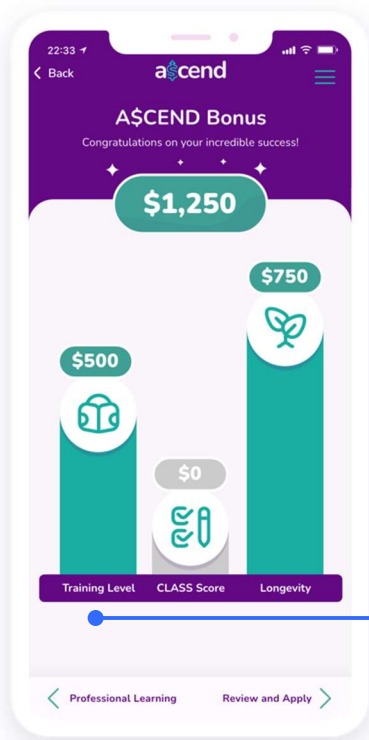 22:33
Back
a$cend
A$CEND Bonus
Congratulations on your incredible success!
$1,250
$750
$500
$0
Training Level CLASS Score Longevity
Professional Learning Review and Apply